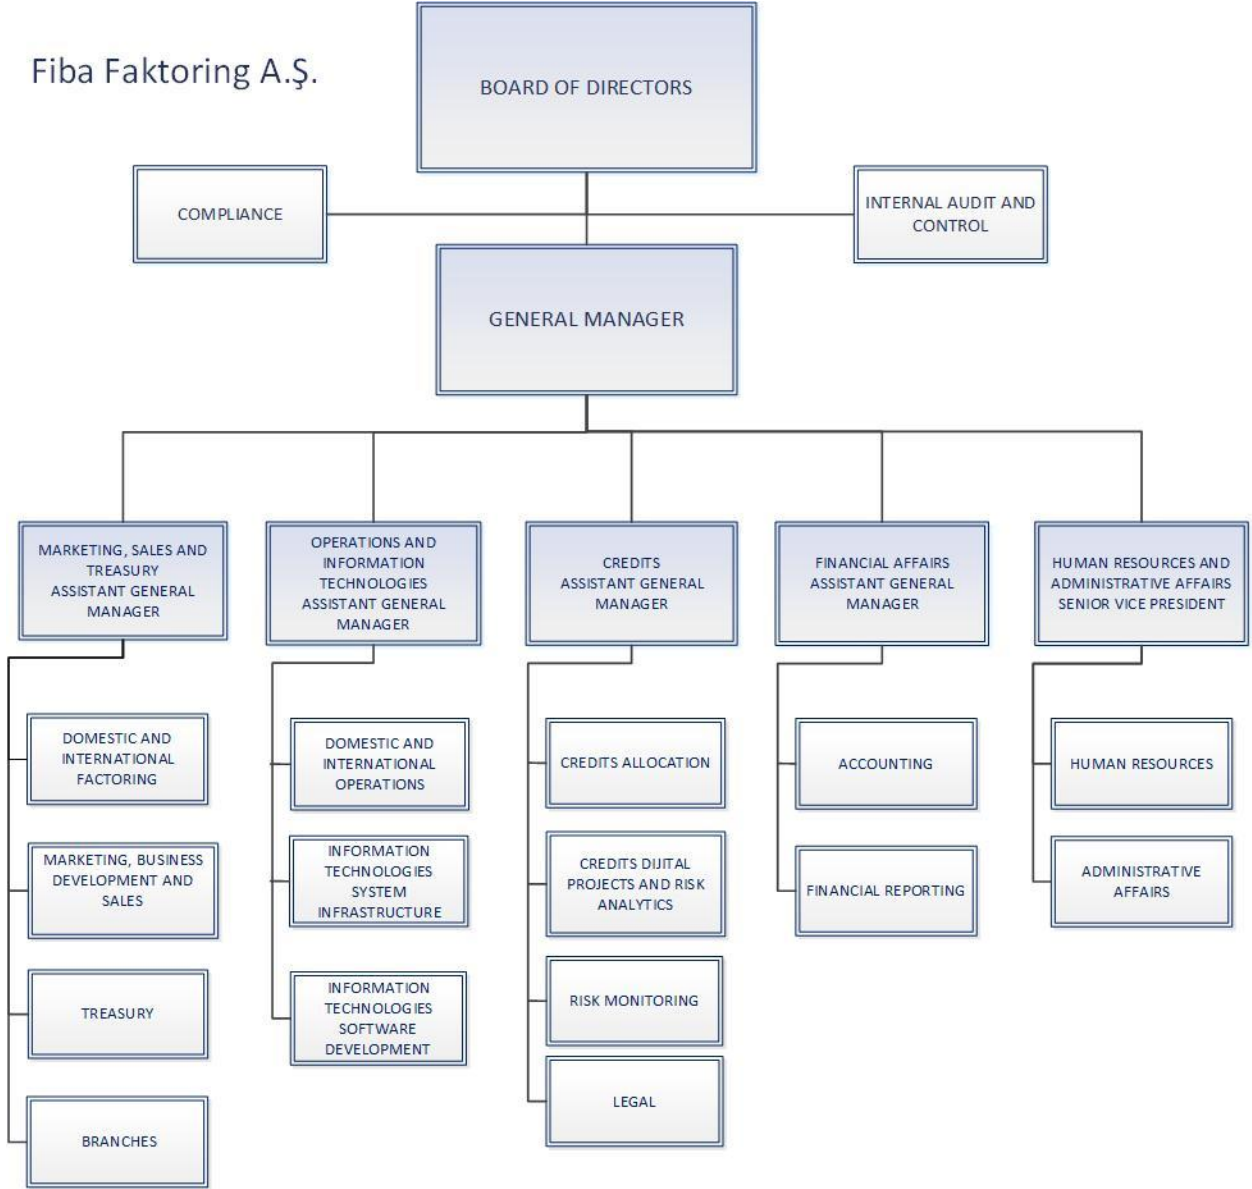 Fiba Faktoring A.Ş.
BOARD OF DIRECTORS
COMPLIANCE
INTERNAL AUDIT AND
CONTROL
GENERAL MANAGER
MARKETING, SALES AND
TREASURY
ASSISTANT GENERAL
MANAGER
OPERATIONS AND
INFORMATION
TECHNOLOGIES
ASSISTANT GENERAL
MANAGER
CREDITS
ASSISTANT GENERAL
MANAGER
FINANCIAL AFFAIRS
ASSISTANT GENERAL
MANAGER
HUMAN RESOURCES AND
ADMINISTRATIVE AFFAIRS
SENIOR VICE PRESIDENT
DOMESTIC AND
INTERNATIONAL
FACTORING
MARKETING, BUSINESS
DEVELOPMENT AND
SALES
TREASURY
BRANCHES
DOMESTIC AND
INTERNATIONAL
OPERATIONS
INFORMATION
TECHNOLOGIES
SYSTEM
INFRASTRUCTURE
INFORMATION
TECHNOLOGIES
SOFTWARE
DEVELOPMENT
CREDITS ALLOCATION
CREDITS DIJITAL
PROJECTS AND RISK
ANALYTICS
RISK MONITORING
LEGAL
ACCOUNTING
FINANCIAL REPORTING
HUMAN RESOURCES
ADMINISTRATIVE
AFFAIRS